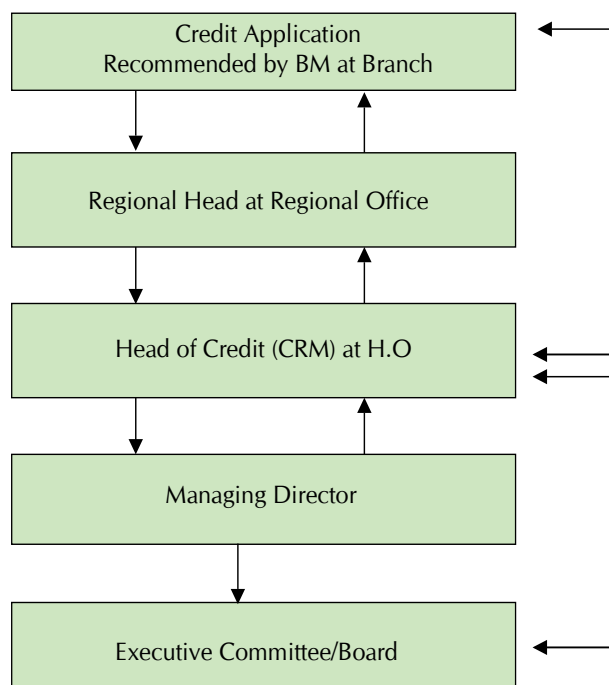 Credit Application
Recommended by BM at Branch
Regional Head at Regional Office
Head of Credit (CRM) at H.O
Managing Director
Executive Committee/Board